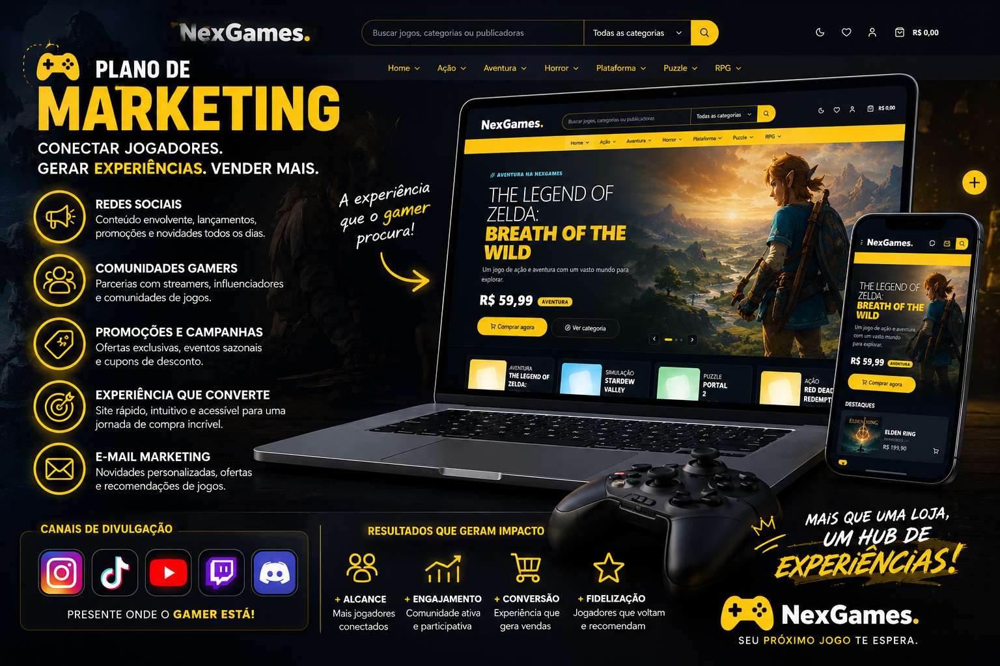 NexGames.
Buscar jogos, categorias ou publicadoras
Todas as categorias
R$ 0,00
Home
Ação
Aventura
Horror
Plataforma
Puzzle
RPG
PLANO DE
MARKETING
CONECTAR JOGADORES.
GERAR EXPERIÊNCIAS. VENDER MAIS.
REDES SOCIAIS
Conteúdo envolvente, lançamentos,
promoções e novidades todos os dias.
COMUNIDADES GAMERS
Parcerias com streamers, influenciadores
e comunidades de jogos.
PROMOÇÕES E CAMPANHAS
Ofertas exclusivas, eventos sazonais
e cupons de desconto.
EXPERIÊNCIA QUE CONVERTE
Site rápido, intuitivo e acessível para uma
jornada de compra incrível.
E-MAIL MARKETING
Novidades personalizadas, ofertas
e recomendações de jogos.
A experiência
que o gamer
procura!
NexGames.
Buscar jogos, categorias ou publicadoras
Todas as categorias
R$ 0,00
Home
Ação
Aventura
Horror
Plataforma
Puzzle
RPG
AVENTURA NA NEXGAMES
THE LEGEND OF
ZELDA:
BREATH OF THE
WILD
Um jogo de ação e aventura com um vasto mundo para
explorar.
R$ 59,99 AVENTURA
Comprar agora
Ver categoria
AVENTURA
THE LEGEND OF
ZELDA:
SIMULAÇÃO
STARDEW
VALLEY
PUZZLE
PORTAL
2
AÇÃO
RED DEAD
REDEMPT
NexGames.
THE LEGEND OF
ZELDA:
BREATH OF THE
WILD
Um jogo de ação e aventura
com um vasto mundo
para explorar.
R$ 59,99 AVENTURA
Comprar agora
DESTAQUES
ELDEN RING
ELDEN RING
R$ 199,90
CANAIS DE DIVULGAÇÃO
PRESENTE ONDE O GAMER ESTÁ!
RESULTADOS QUE GERAM IMPACTO
+ ALCANCE
Mais jogadores
conectados
+ ENGAJAMENTO
Comunidade ativa
e participativa
+ CONVERSÃO
Experiência que
gera vendas
+ FIDELIZAÇÃO
Jogadores que voltam
e recomendam
MAIS QUE UMA LOJA,
UM HUB DE
EXPERIÊNCIAS!
NexGames.
SEU PRÓXIMO JOGO TE ESPERA.